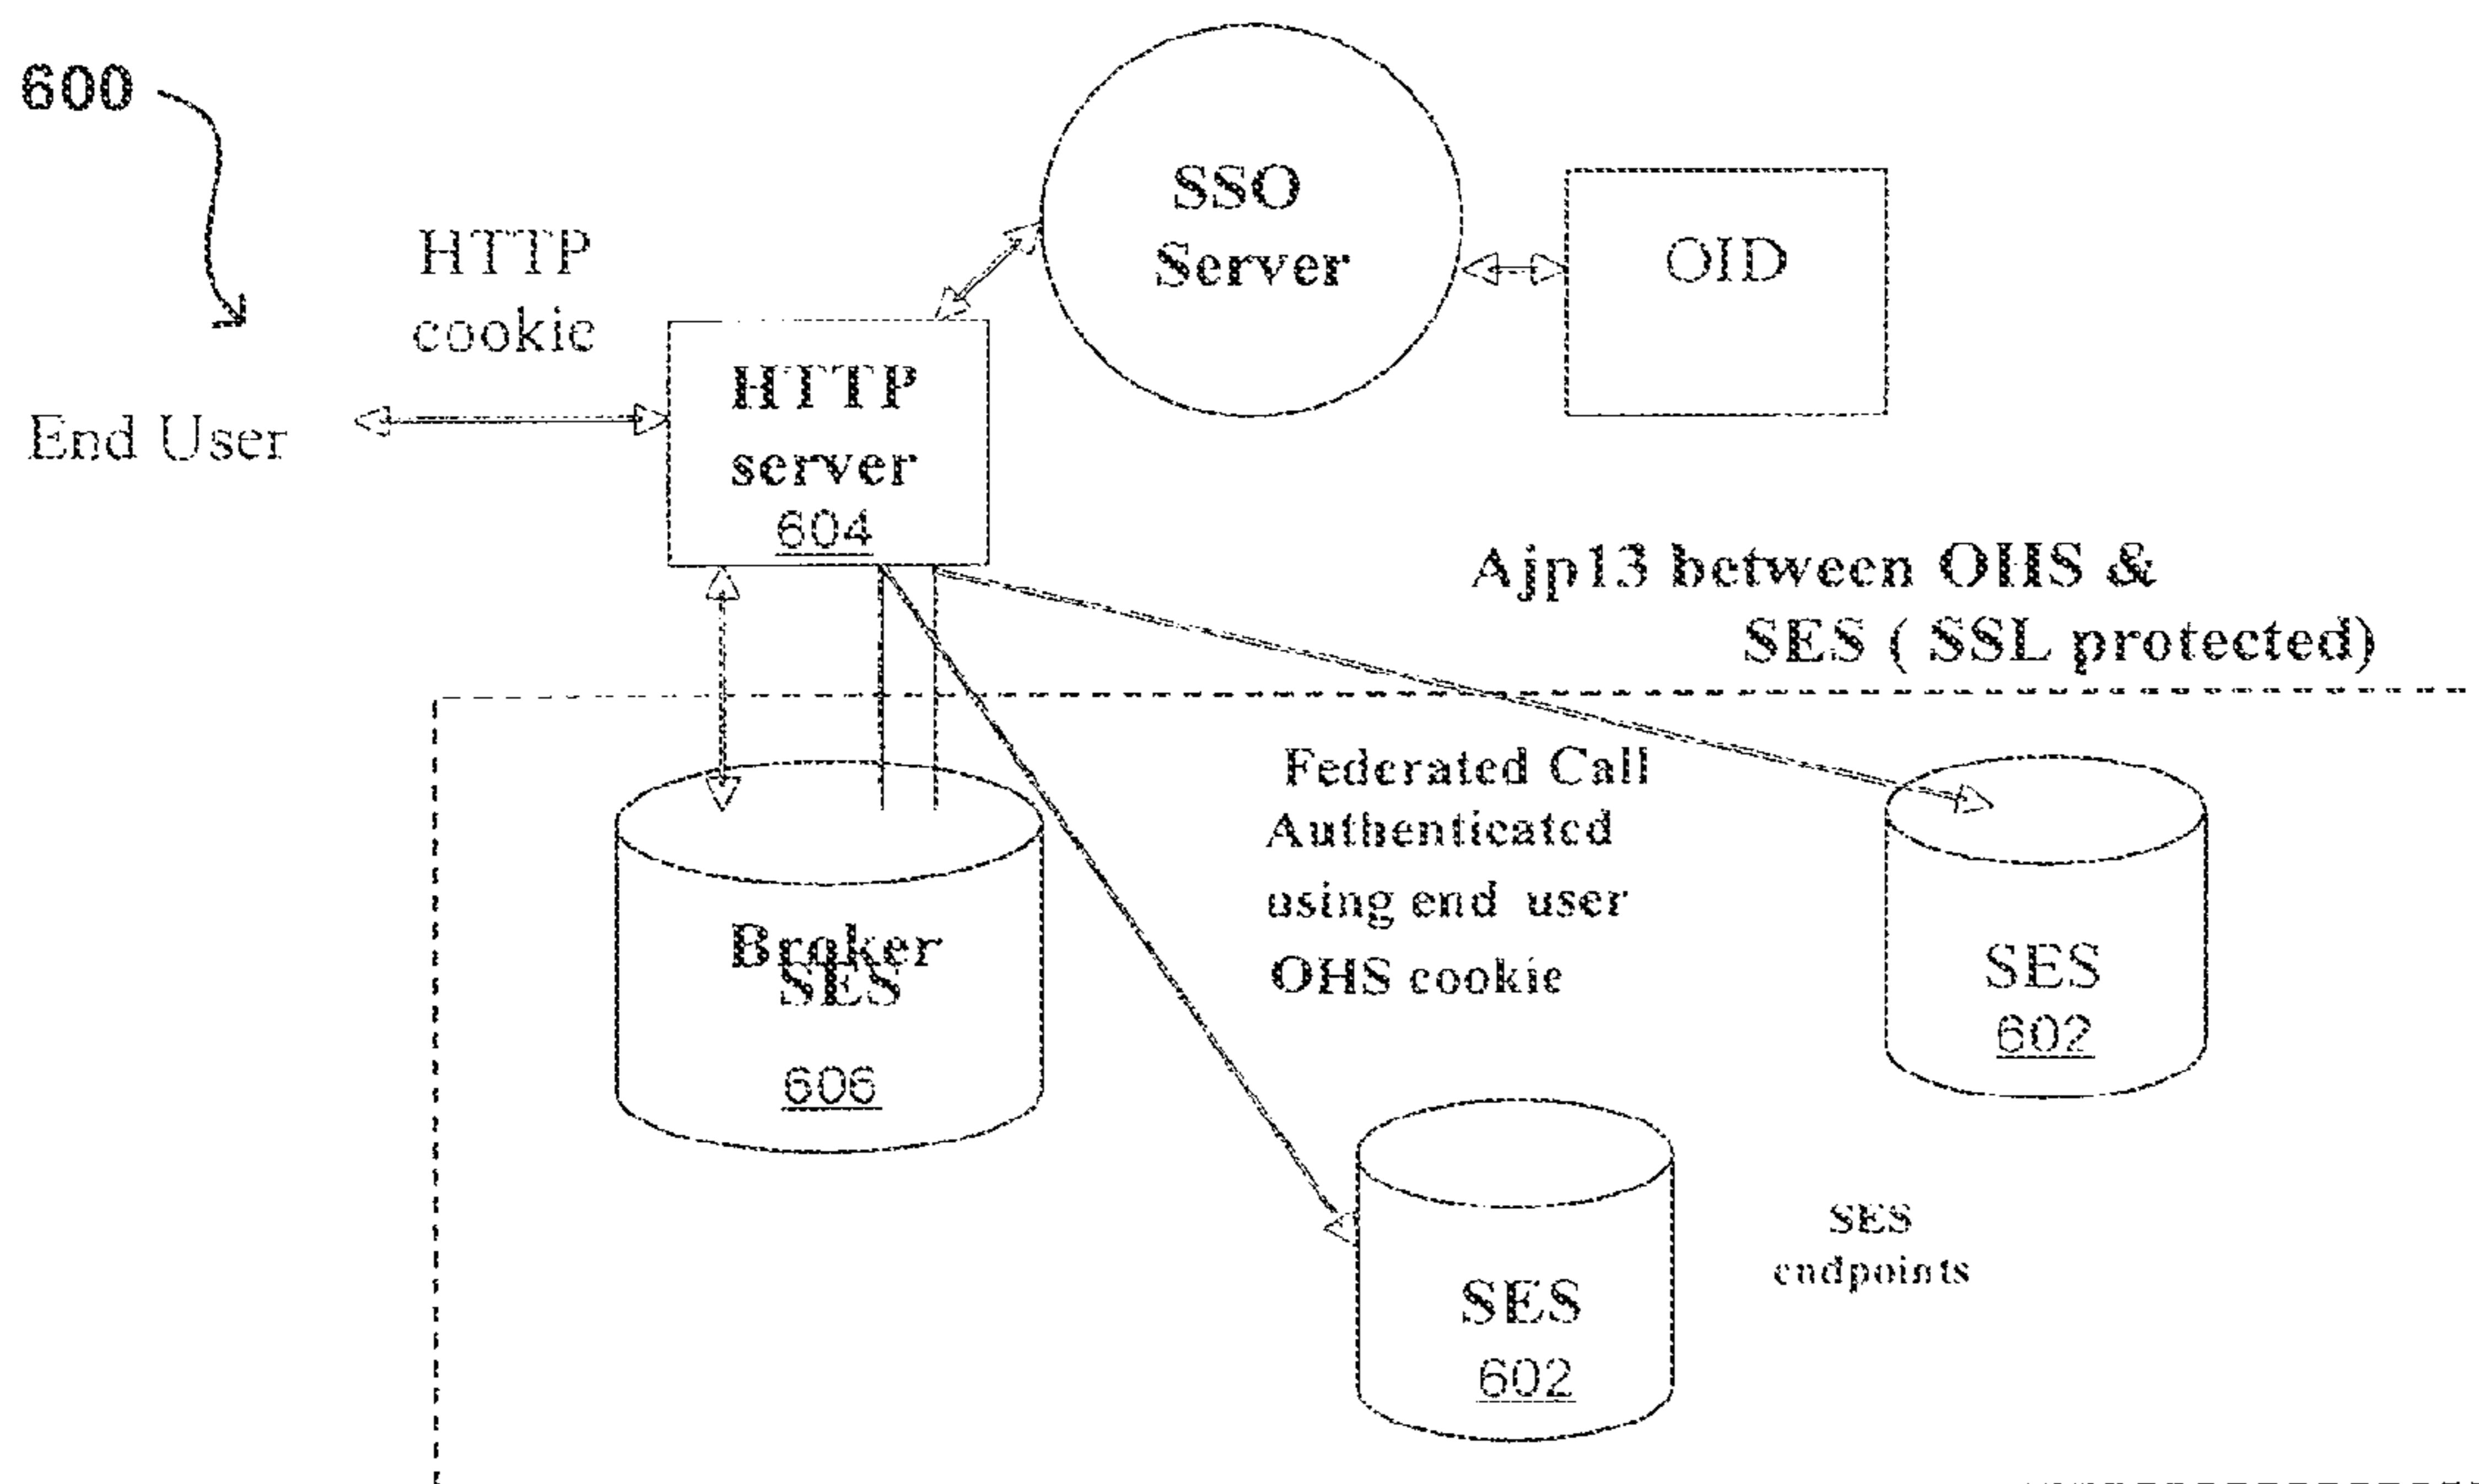 600
HTTP
cookie
End User
SSO
Server
OID
HTTP
server
604
Ajp13 between OHS &
SES ( SSL protected)
Federated Call
Authenticated
using end user
OHS cookie
Broker
SES
606
SES
602
SES
602
SES
endpoints